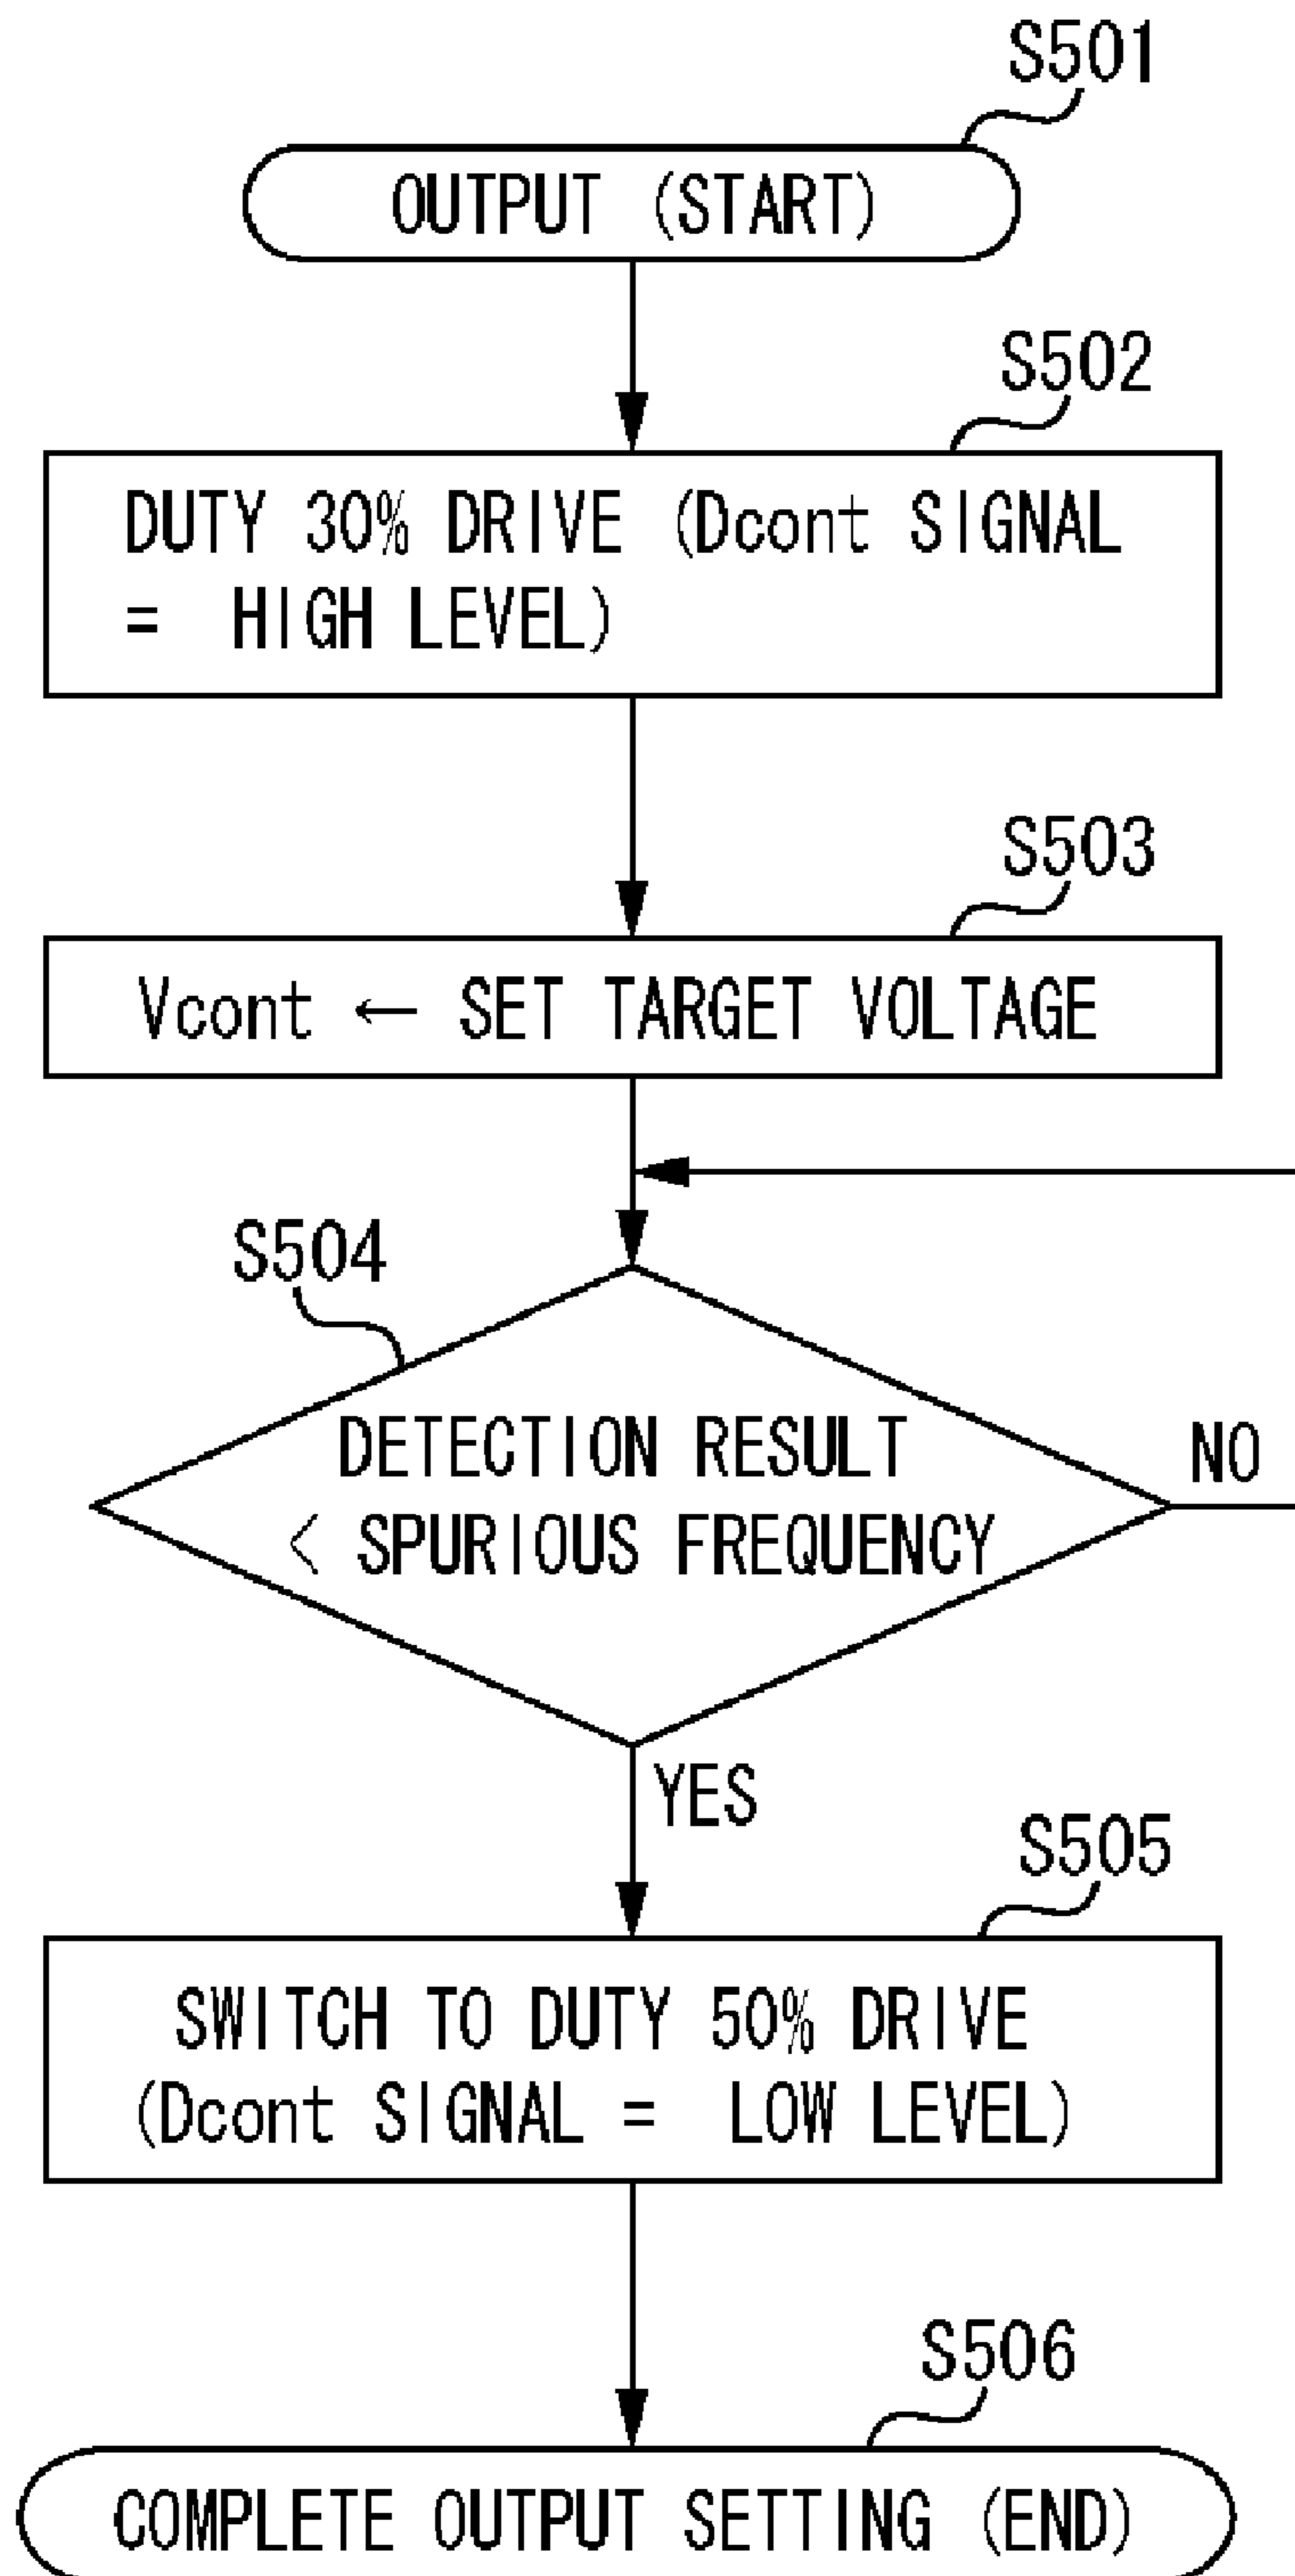 S501
OUTPUT (START)
S502
DUTY 30% DRIVE (Dcont SIGNAL
= HIGH LEVEL)
S503
Vcont ← SET TARGET VOLTAGE
S504
DETECTION RESULT
< SPURIOUS FREQUENCY
NO
YES
S505
SWITCH TO DUTY 50% DRIVE
(Dcont SIGNAL = LOW LEVEL)
S506
COMPLETE OUTPUT SETTING (END)